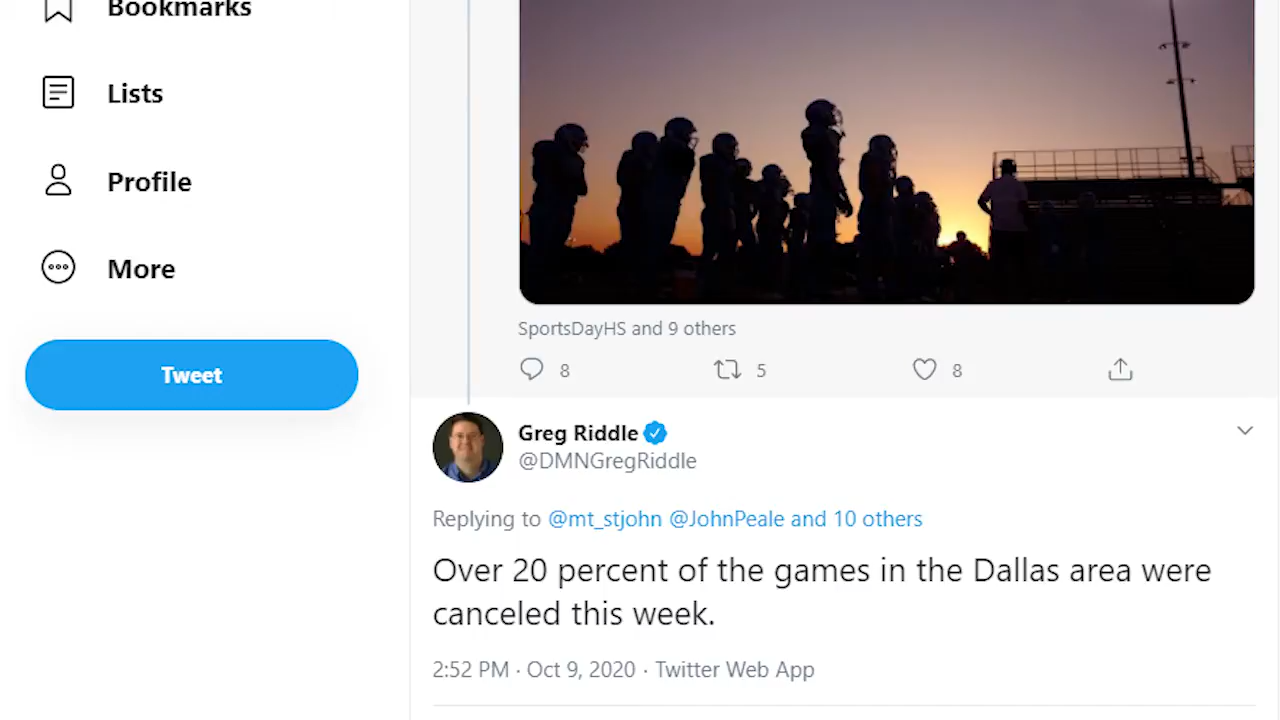 Bookmarks
Lists
Profile
More
Tweet
SportsDayHS and 9 others
8 5 8
Greg Riddle
@DMNGregRiddle
Replying to @mt_stjohn @JohnPeale and 10 others
Over 20 percent of the games in the Dallas area were
canceled this week.
2:52 PM · Oct 9, 2020 · Twitter Web App